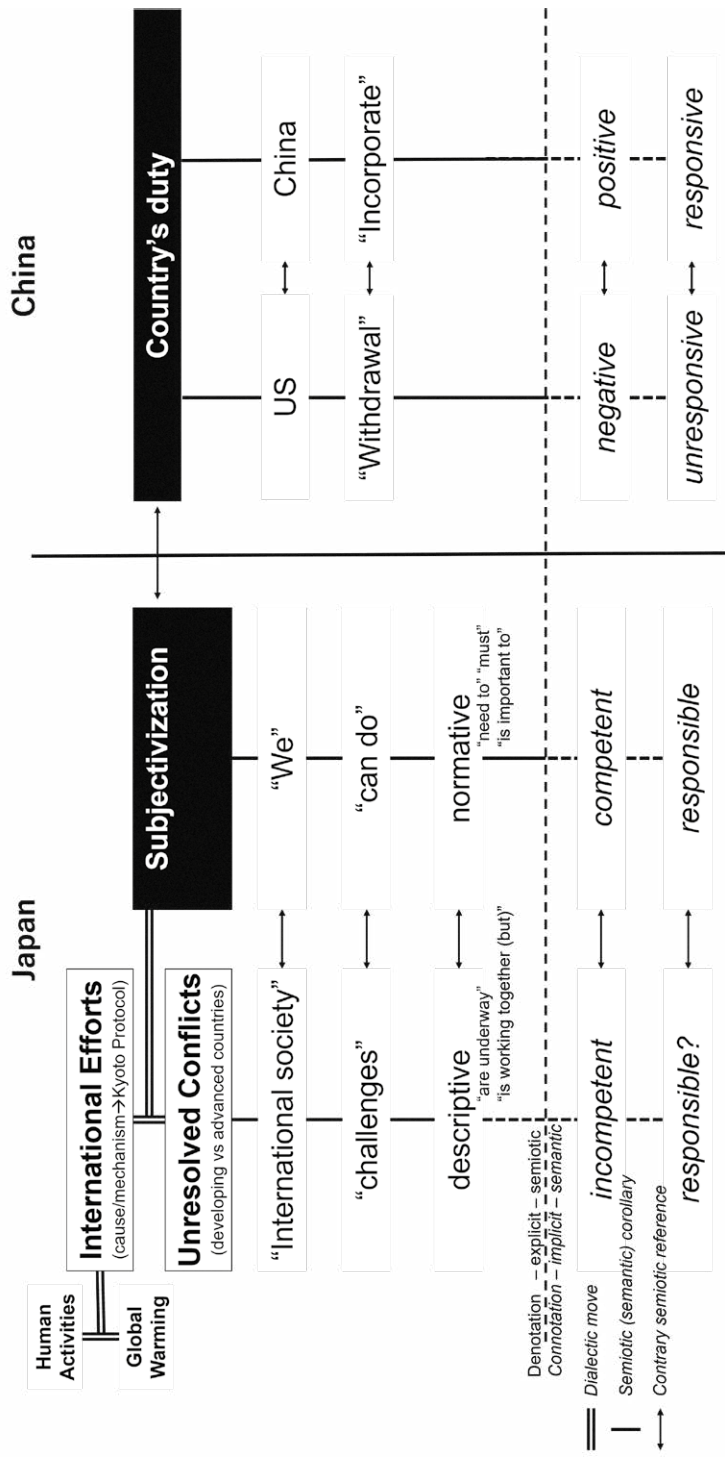 Japan
China
Human
Activities
Global
Warming
International Efforts
(cause/mechanism→Kyoto Protocol)
Unresolved Conflicts
(developing vs advanced countries)
Subjectivization
Country's duty
"International society"
"We"
US
China
"challenges"
"can do"
"Withdrawal"
"Incorporate"
descriptive
"are underway"
"is working together (but)"
normative
"need to" "must"
"is important to"
Denotation – explicit – semiotic
Connotation – implicit – semantic
incompetent
competent
negative
positive
responsible?
responsible
unresponsive
responsive
Dialectic move
Semiotic (semantic) corollary
Contrary semiotic reference